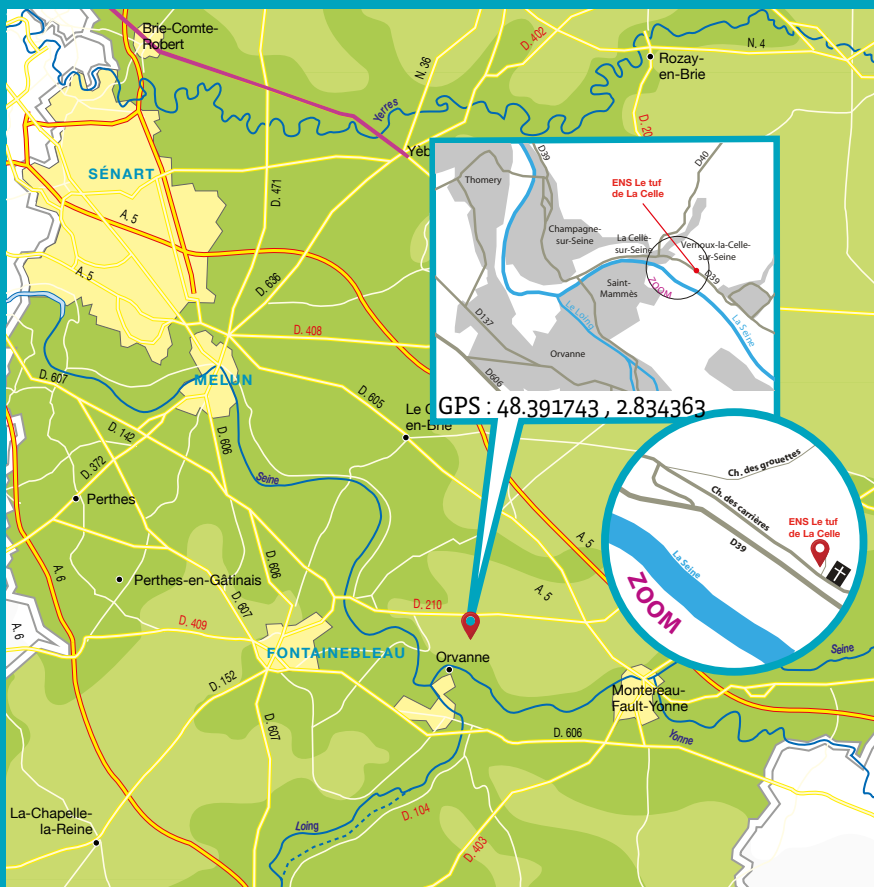 Brie-Comte-
Robert
D. 402
N. 4
Rozay-
en-Brie
N. 36
Yerres
D. 20
Yèb
SÉNART
A. 5
D. 471
A. 5
D. 636
D. 408
D. 607
MELUN
D. 605
D. 142
D. 606
Le C
en-Brie
D. 372
Seine
Perthes
A. 6
Perthes-en-Gâtinais
D. 606
D. 607
A. 5
A. 5
D. 210
D. 409
A. 6
FONTAINEBLEAU
Orvanne
Seine
D. 152
Montereau-
Fault-Yonne
D. 607
D. 606
Yonne
La-Chapelle-
la-Reine
Loing
D. 104
D. 403
D39
D40
Thomery
ENS Le tuf
de La Celle
Champagne-
sur-Seine
La Celle-
sur-Seine
Vernoux-la-Celle-
sur-Seine
Saint-
Mammès
ZOOM
D39
Le Loing
La Seine
D137
Orvanne
D606
GPS : 48.391743 , 2.834363
Ch. des grouettes
Ch. des carrières
ENS Le tuf
de La Celle
D39
La Seine
ZOOM